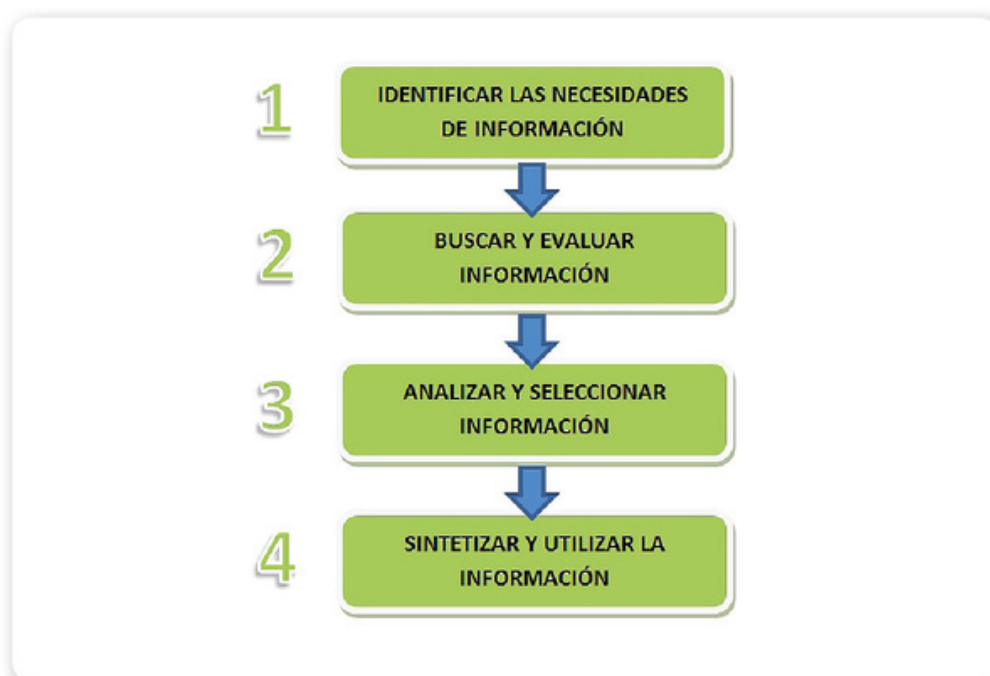 1
IDENTIFICAR LAS NECESIDADES
DE INFORMACIÓN
2
BUSCAR Y EVALUAR
INFORMACIÓN
3
ANALIZAR Y SELECCIONAR
INFORMACIÓN
4
SINTETIZAR Y UTILIZAR LA
INFORMACIÓN